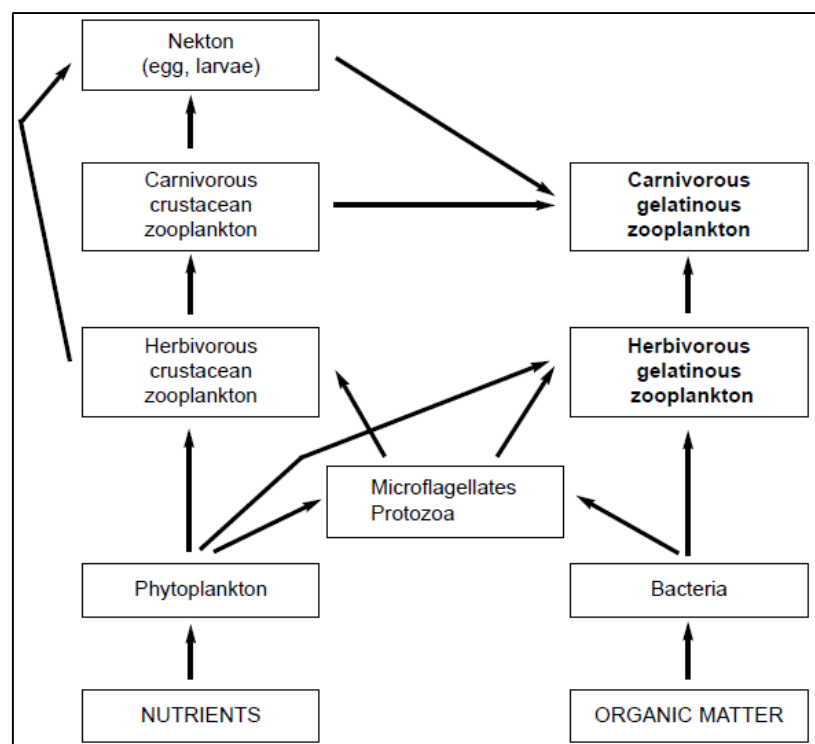 Nekton
(egg, larvae)
Carnivorous
crustacean
zooplankton
Carnivorous
gelatinous
zooplankton
Herbivorous
crustacean
zooplankton
Herbivorous
gelatinous
zooplankton
Microflagellates
Protozoa
Phytoplankton
Bacteria
NUTRIENTS
ORGANIC MATTER